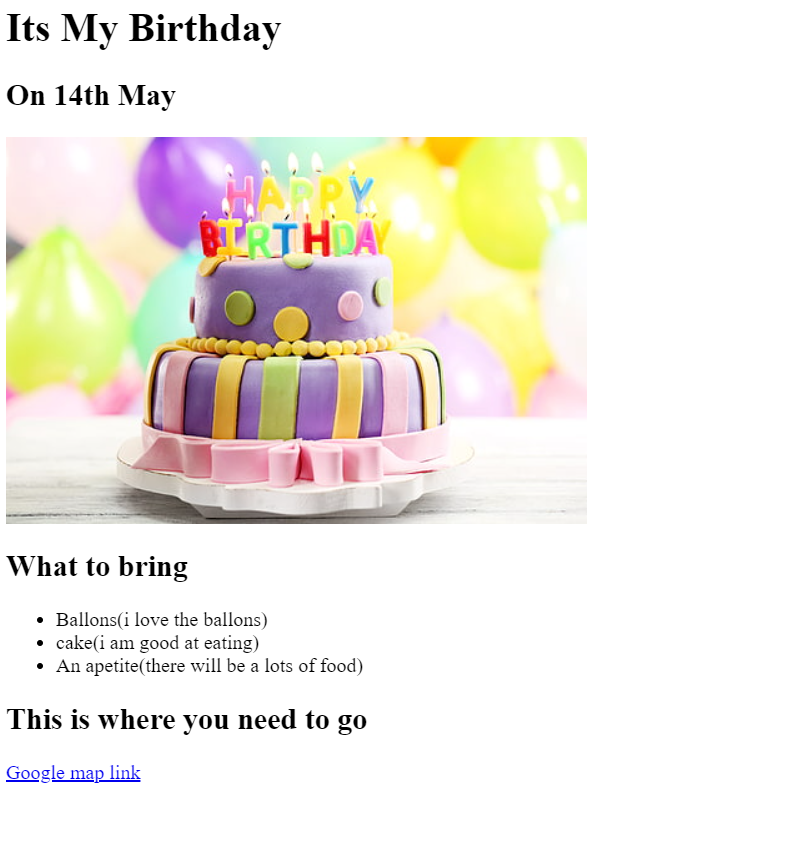 Its My Birthday
On 14th May
HAPPY
BIRTHDAY
What to bring
Ballons(i love the ballons)
cake(i am good at eating)
An apetite(there will be a lots of food)
This is where you need to go
Google map link